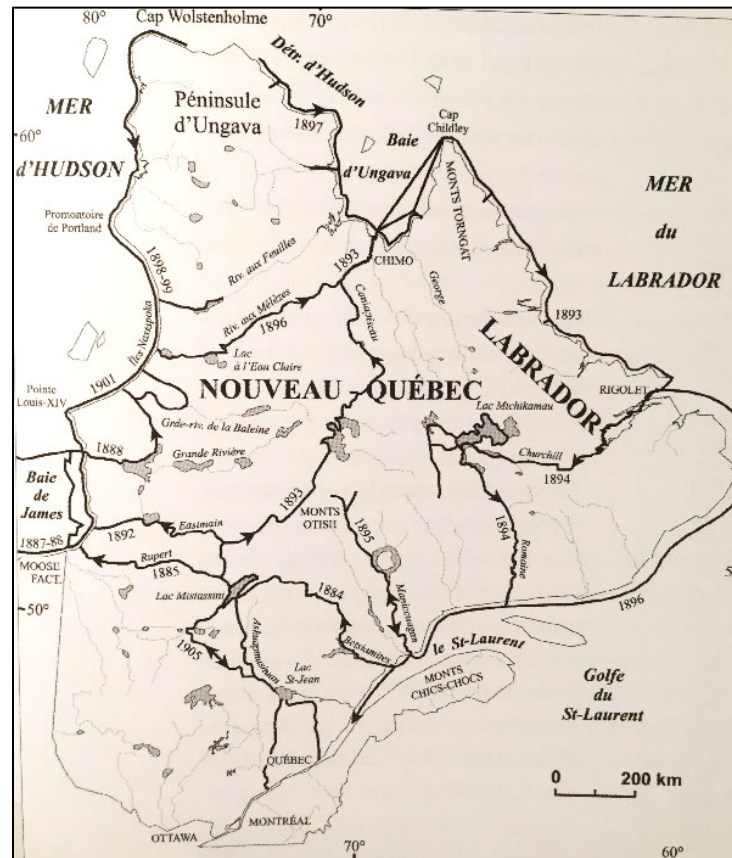 80°
Cap Wolstenholme
70°
Détr. d'Hudson
MER
d'HUDSON
Péninsule
d'Ungava
1897
Baie
d'Ungava
Cap
Childley
60°
MER
du
LABRADOR
MONTS TORNGAT
Promontoire
de Portland
CHIMO
1898-99
Riv. aux Feuilles
1893
George
Caniapiscau
1893
Riv. aux Mélèzes
1896
Îles Nastapoka
Lac
à l'Eau Claire
LABRADOR
1901
NOUVEAU - QUÉBEC
RIGOLET
Pointe
Louis-XIV
Lac Michikamau
Grde-riv. de la Baleine
1888
Grande Rivière
Churchill
1894
Baie
de
James
1893
MONTS
OTISH
1887-88
MOOSE
FACT.
1892
Eastmain
1895
1894
Romaine
Rupert
1885
Lac Mistassini
1884
Manicouagan
50°
5
1896
1905
Ashuapmushuan
Betsiamites
le St-Laurent
Lac
St-Jean
MONTS
CHICS-CHOCS
Golfe
du
St-Laurent
QUÉBEC
0 200 km
MONTRÉAL
OTTAWA
70°
60°